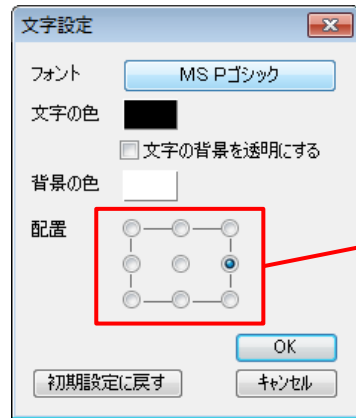 文字設定
フォント MS Pゴシック
文字の色
文字の背景を透明にする
背景の色
配置
OK
初期設定に戻す キャンセル